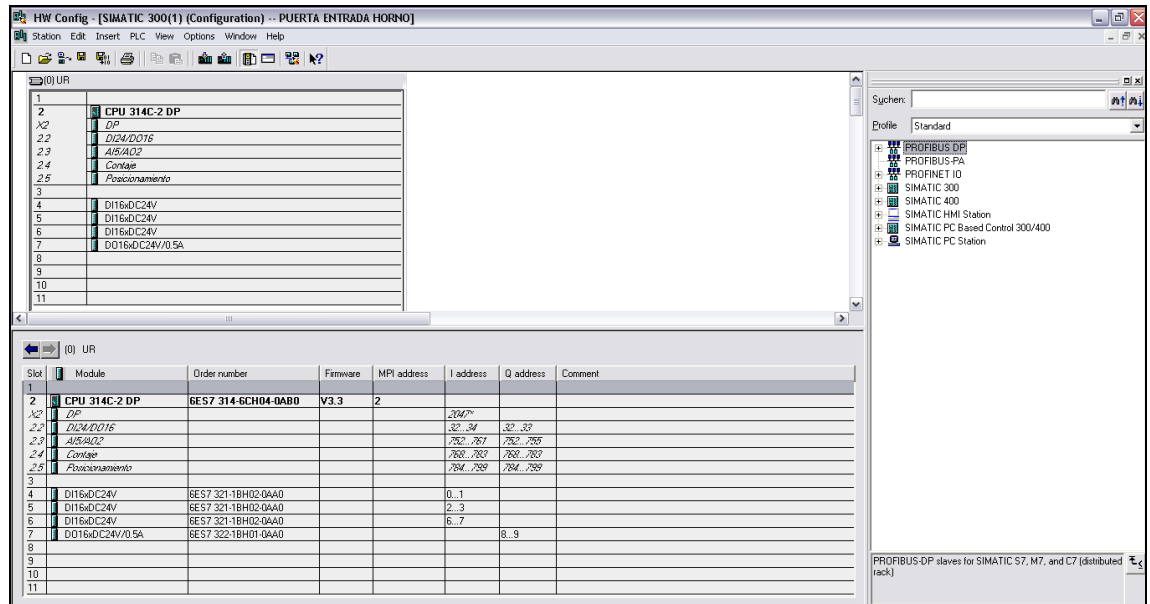 HW Config - [SIMATIC 300(1) (Configuration) -- PUERTA ENTRADA HORNO]
Station Edit Insert PLC View Options Window Help
(0) UR
1
2 CPU 314C-2 DP
X2 DP
2.2 DI24/DO16
2.3 AI5/AO2
2.4 Contaje
2.5 Posicionamiento
3
4 DI16xDC24V
5 DI16xDC24V
6 DI16xDC24V
7 DO16xDC24V/0.5A
8
9
10
11
(0) UR
Slot Module Order number Firmware MPI address I address Q address Comment
1
2 CPU 314C-2 DP 6ES7 314-6CH04-0AB0 V3.3 2
X2 DP 2047*
2.2 DI24/DO16 32...34 32...33
2.3 AI5/AO2 752...761 752...755
2.4 Contaje 768...783 768...783
2.5 Posicionamiento 784...799 784...799
3
4 DI16xDC24V 6ES7 321-1BH02-0AA0 0...1
5 DI16xDC24V 6ES7 321-1BH02-0AA0 2...3
6 DI16xDC24V 6ES7 321-1BH02-0AA0 6...7
7 DO16xDC24V/0.5A 6ES7 322-1BH01-0AA0 8...9
8
9
10
11
Suchen:
Profile Standard
PROFIBUS DP
PROFIBUS-PA
PROFINET IO
SIMATIC 300
SIMATIC 400
SIMATIC HMI Station
SIMATIC PC Based Control 300/400
SIMATIC PC Station
PROFIBUS-DP slaves for SIMATIC S7, M7, and C7 (distributed
rack)